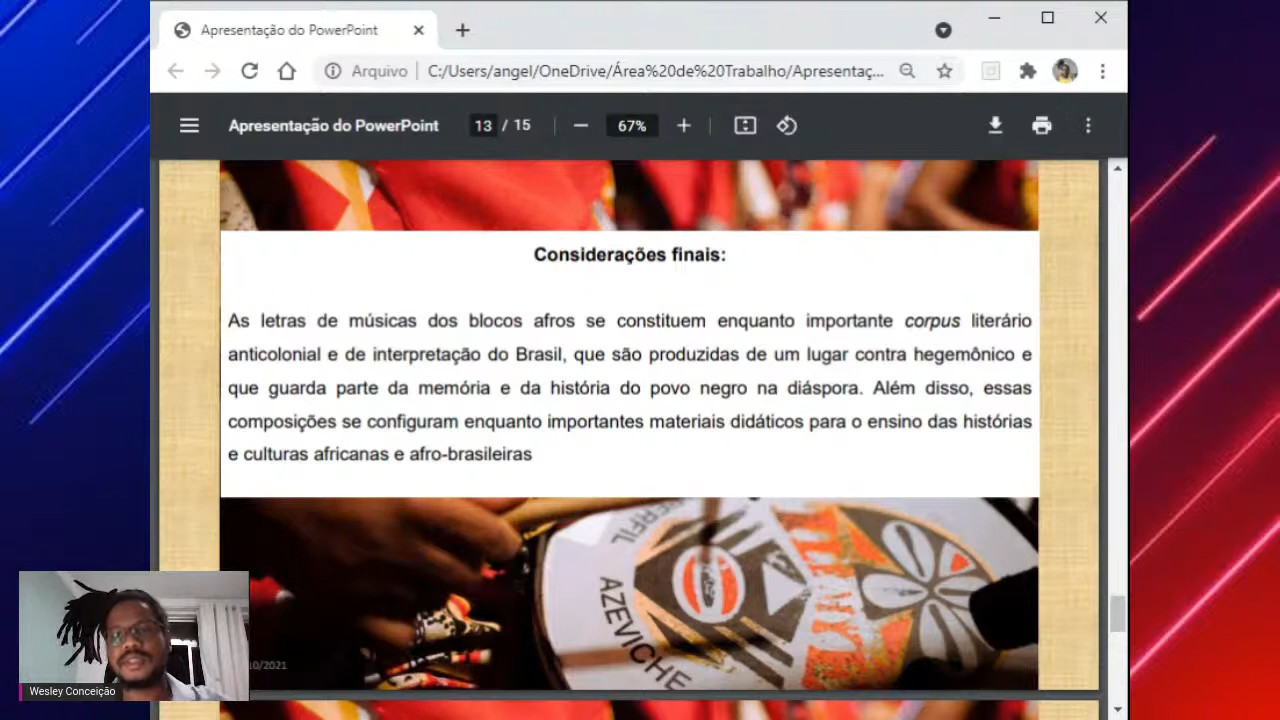 Apresentação do PowerPoint
Arquivo
C:/Users/angel/OneDrive/Área%20de%20Trabalho/Apresentaç...
Apresentação do PowerPoint
13 / 15
67%
Considerações finais:
As letras de músicas dos blocos afros se constituem enquanto importante corpus literário
anticolonial e de interpretação do Brasil, que são produzidas de um lugar contra hegemônico e
que guarda parte da memória e da história do povo negro na diáspora. Além disso, essas
composições se configuram enquanto importantes materiais didáticos para o ensino das histórias
e culturas africanas e afro-brasileiras
PERFIL
AZEVICHE
10/2021
Wesley Conceição